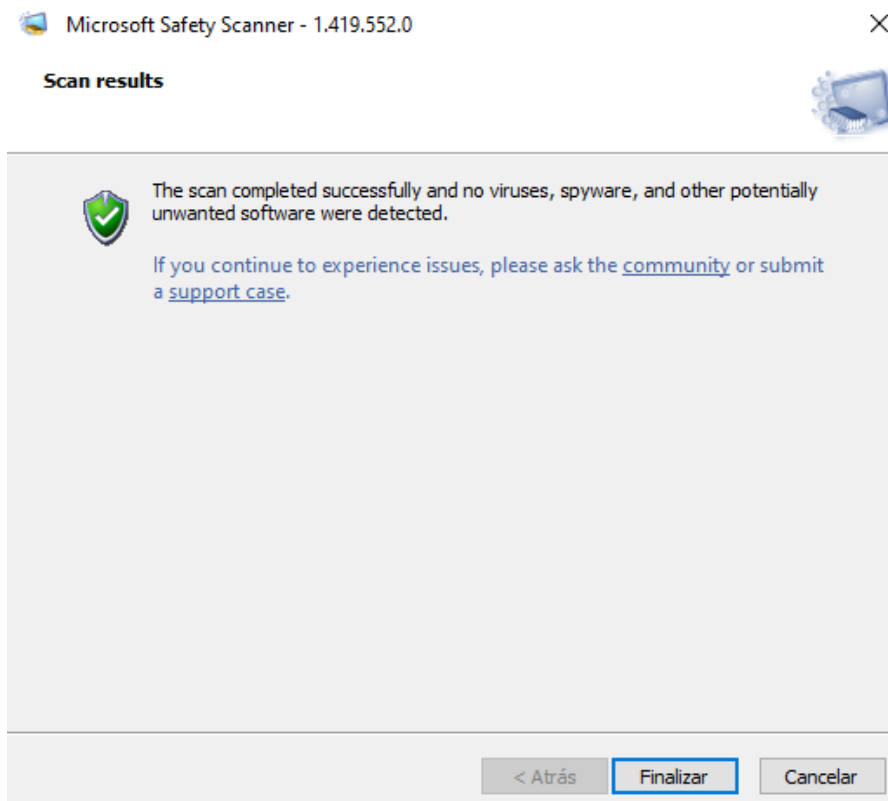 Microsoft Safety Scanner - 1.419.552.0
Scan results
The scan completed successfully and no viruses, spyware, and other potentially
unwanted software were detected.
If you continue to experience issues, please ask the community or submit
a support case.
< Atrás Finalizar Cancelar